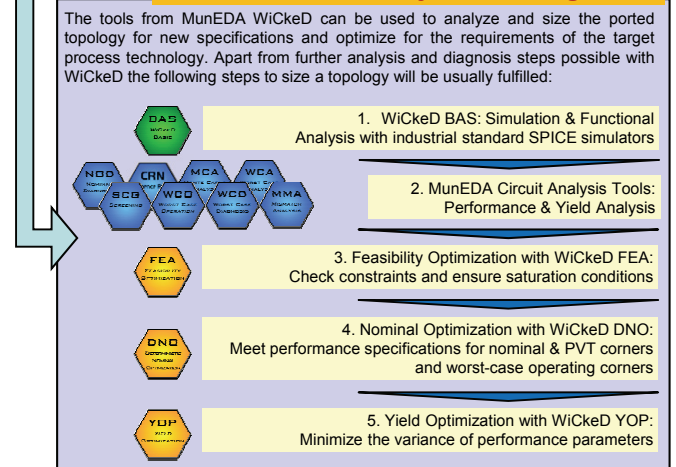 The tools from MunEDA WiCkeD can be used to analyze and size the ported
topology for new specifications and optimize for the requirements of the target
process technology. Apart from further analysis and diagnosis steps possible with
WiCkeD the following steps to size a topology will be usually fulfilled:
BAS
WiCkeD
Basic
1. WiCkeD BAS: Simulation & Functional
Analysis with industrial standard SPICE simulators
NOD
CRN
MCA
WCA
SCG
Screening
WCO
Worst Case
Operation
WCD
Worst Case
Diagnosis
MMA
Mismatch
Analysis
2. MunEDA Circuit Analysis Tools:
Performance & Yield Analysis
FEA
Feasibility
Optimization
3. Feasibility Optimization with WiCkeD FEA:
Check constraints and ensure saturation conditions
DNO
Deterministic
Nominal
Optimization
4. Nominal Optimization with WiCkeD DNO:
Meet performance specifications for nominal & PVT corners
and worst-case operating corners
YOP
Yield
Optimization
5. Yield Optimization with WiCkeD YOP:
Minimize the variance of performance parameters